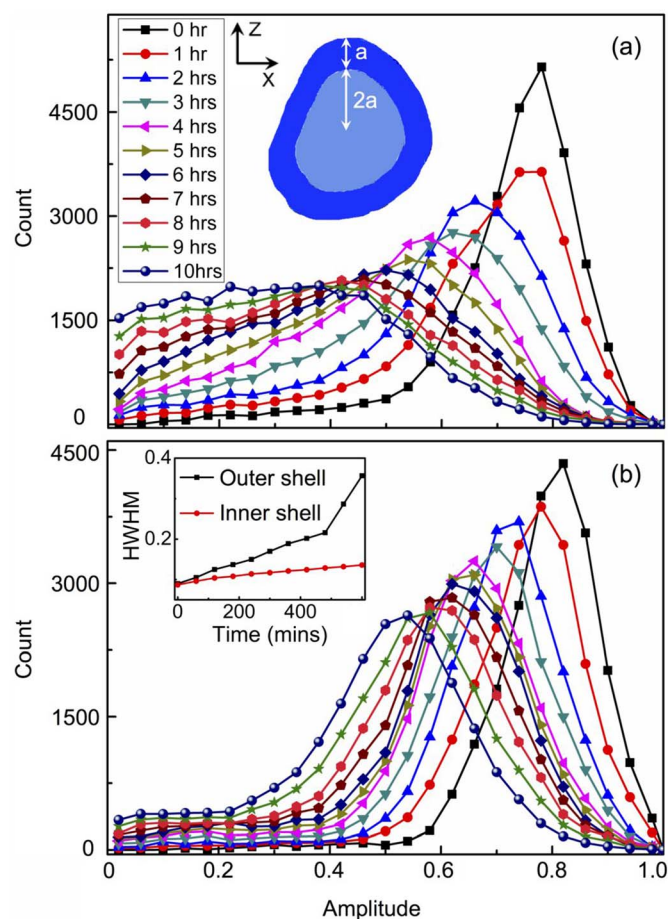 0 hr
1 hr
2 hrs
3 hrs
4 hrs
5 hrs
6 hrs
7 hrs
8 hrs
9 hrs
10hrs
Z
X
a
2a
(a)
4500
3000
1500
0
Count
(b)
4500
3000
1500
0
Count
0.4
0.2
HWHM
Outer shell
Inner shell
0 200 400
Time (mins)
0 0.2 0.4 0.6 0.8 1.0
Amplitude